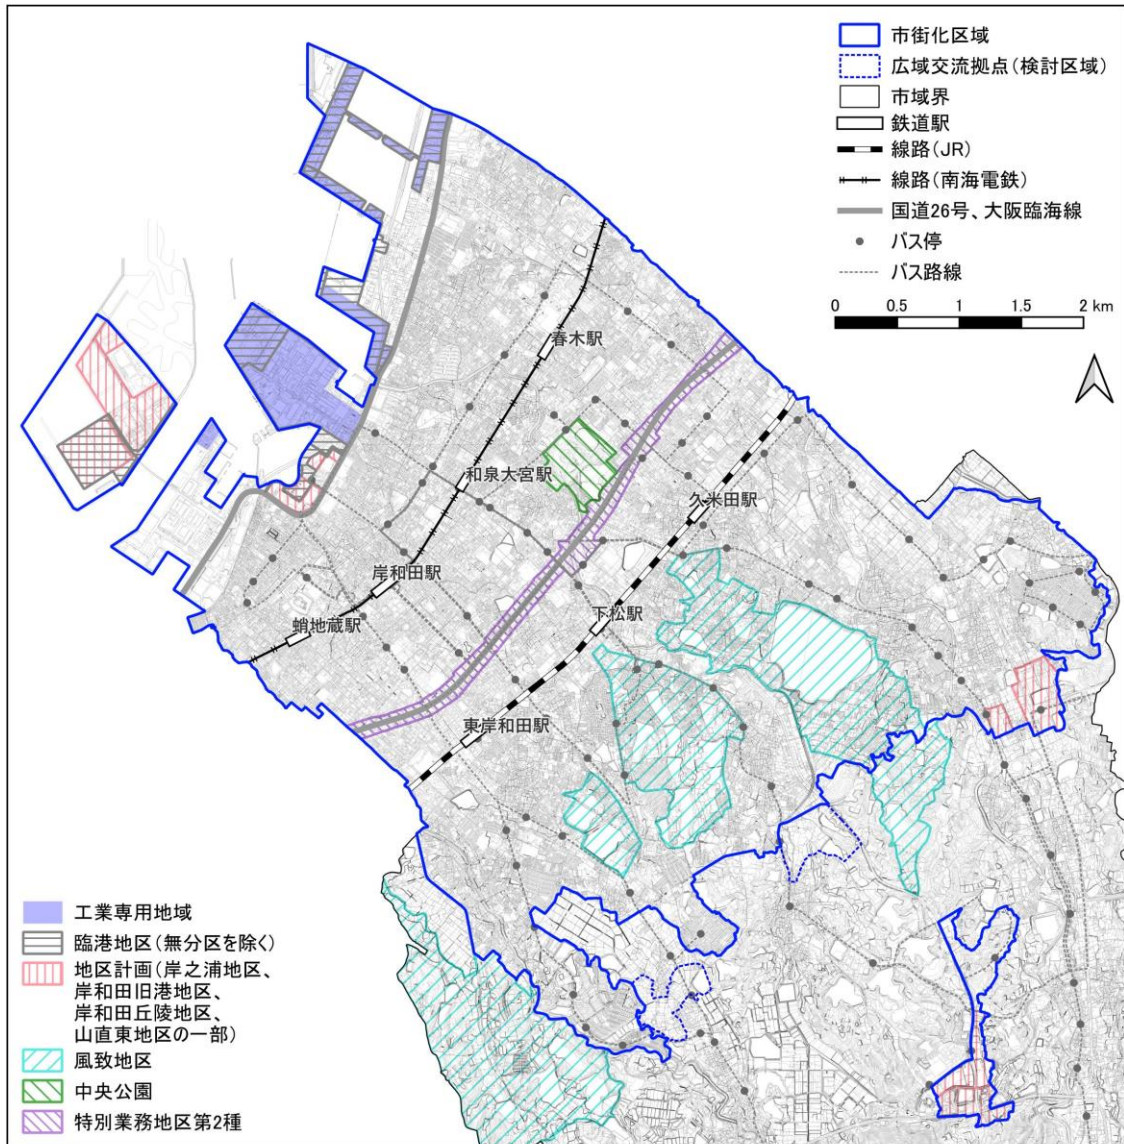 市街化区域
広域交流拠点(検討区域)
市域界
鉄道駅
線路(JR)
線路(南海電鉄)
国道26号、大阪臨海線
バス停
バス路線
0 0.5 1 1.5 2 km
春木駅
和泉大宮駅
久米田駅
岸和田駅
下松駅
蛸地蔵駅
東岸和田駅
工業専用地域
臨港地区(無分区を除く)
地区計画(岸之浦地区、
岸和田旧港地区、
岸和田丘陵地区、
山直東地区の一部)
風致地区
中央公園
特別業務地区第2種